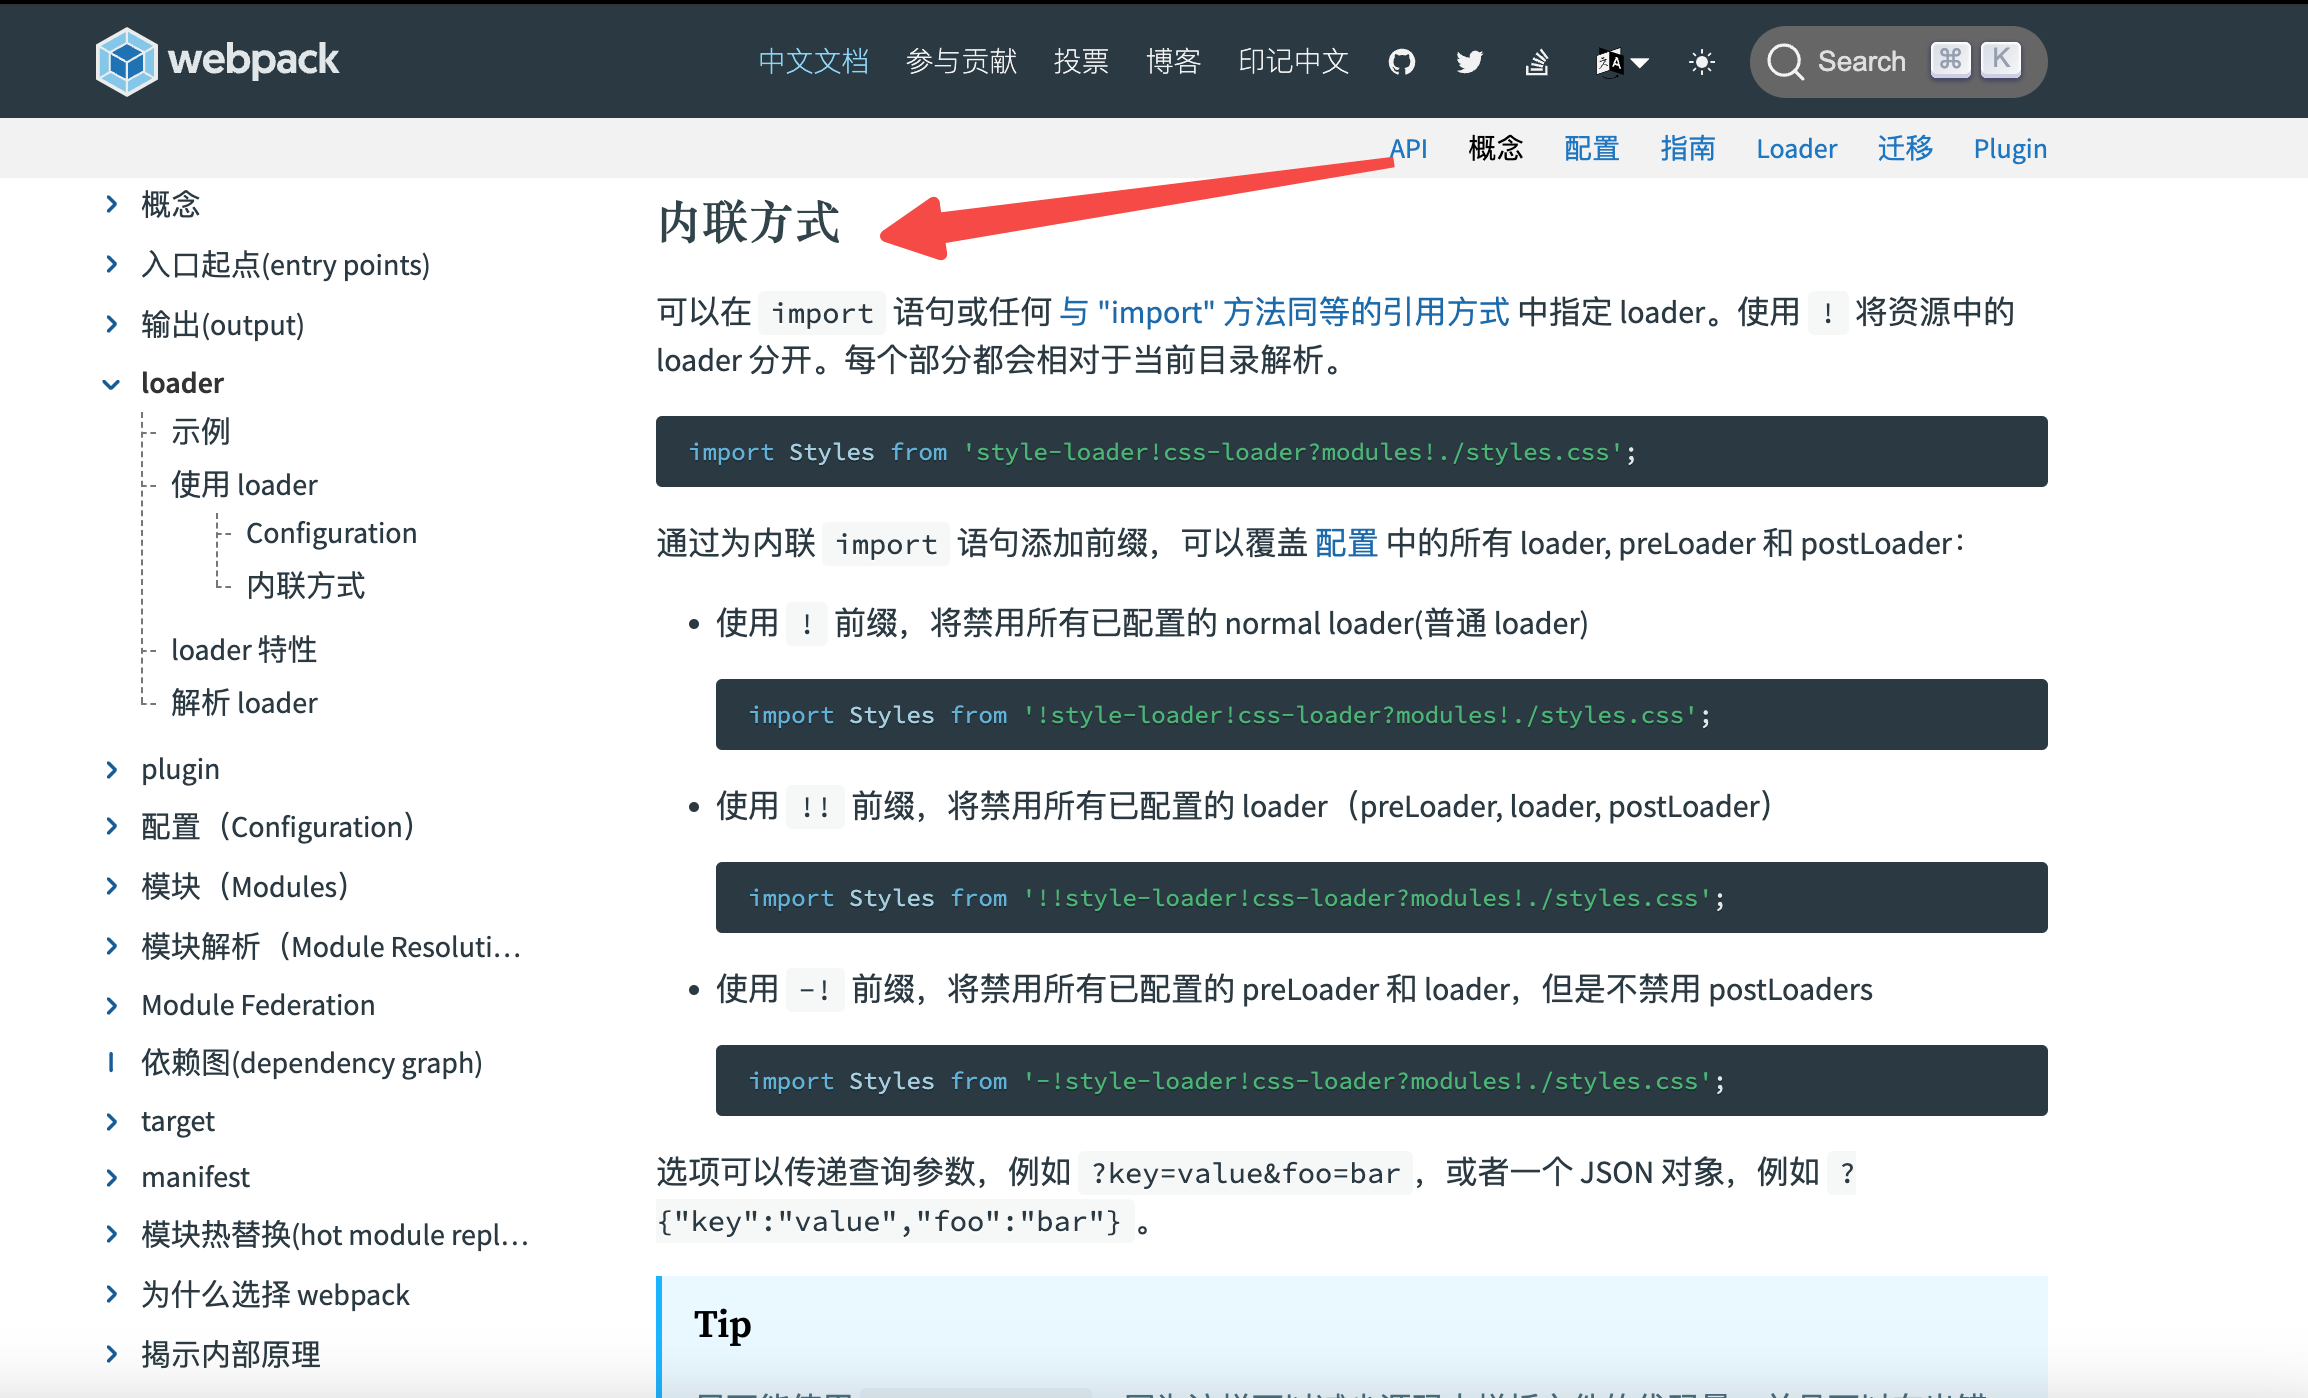 webpack
中文文档 参与贡献 投票 博客 印记中文 Search ⌘ K
API 概念 配置 指南 Loader 迁移 Plugin
概念
入口起点(entry points)
输出(output)
loader
示例
使用 loader
Configuration
内联方式
loader 特性
解析 loader
plugin
配置（Configuration）
模块（Modules）
模块解析（Module Resoluti…
Module Federation
依赖图(dependency graph)
target
manifest
模块热替换(hot module repl…
为什么选择 webpack
揭示内部原理
内联方式
可以在 import 语句或任何 与 "import" 方法同等的引用方式 中指定 loader。使用 ! 将资源中的
loader 分开。每个部分都会相对于当前目录解析。
import Styles from 'style-loader!css-loader?modules!./styles.css';
通过为内联 import 语句添加前缀，可以覆盖 配置 中的所有 loader, preLoader 和 postLoader：
• 使用 ! 前缀，将禁用所有已配置的 normal loader(普通 loader)
import Styles from '!style-loader!css-loader?modules!./styles.css';
• 使用 !! 前缀，将禁用所有已配置的 loader（preLoader, loader, postLoader）
import Styles from '!!style-loader!css-loader?modules!./styles.css';
• 使用 -! 前缀，将禁用所有已配置的 preLoader 和 loader，但是不禁用 postLoaders
import Styles from '-!style-loader!css-loader?modules!./styles.css';
选项可以传递查询参数，例如 ?key=value&foo=bar，或者一个 JSON 对象，例如 ?
{"key":"value","foo":"bar"}。
Tip